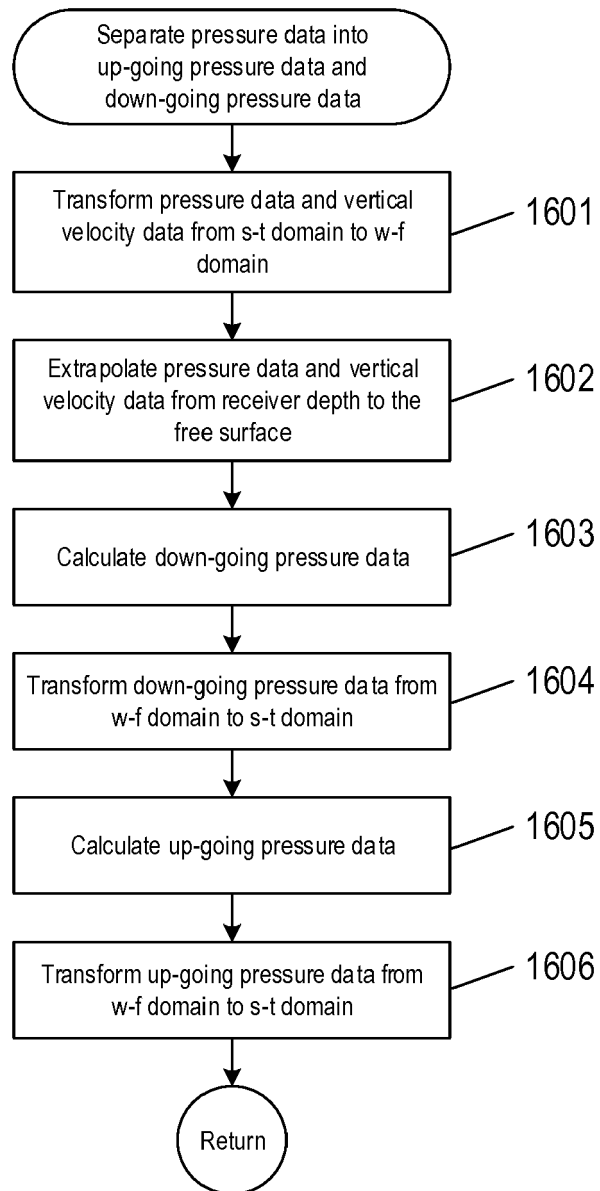 Separate pressure data into
up-going pressure data and
down-going pressure data
Transform pressure data and vertical
velocity data from s-t domain to w-f
domain
1601
Extrapolate pressure data and vertical
velocity data from receiver depth to the
free surface
1602
Calculate down-going pressure data
1603
Transform down-going pressure data from
w-f domain to s-t domain
1604
Calculate up-going pressure data
1605
Transform up-going pressure data from
w-f domain to s-t domain
1606
Return